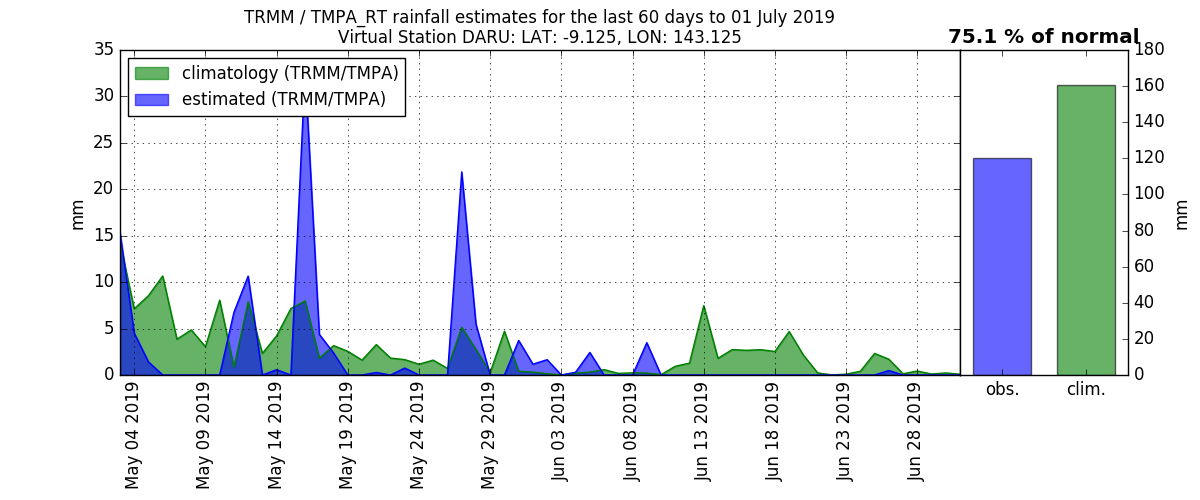 TRMM / TMPA_RT rainfall estimates for the last 60 days to 01 July 2019
Virtual Station DARU: LAT: -9.125, LON: 143.125
75.1 % of normal
climatology (TRMM/TMPA)
estimated (TRMM/TMPA)
mm
35
30
25
20
15
10
5
0
May 04 2019
May 09 2019
May 14 2019
May 19 2019
May 24 2019
May 29 2019
Jun 03 2019
Jun 08 2019
Jun 13 2019
Jun 18 2019
Jun 23 2019
Jun 28 2019
obs.
clim.
180
160
140
120
100
80
60
40
20
0
mm